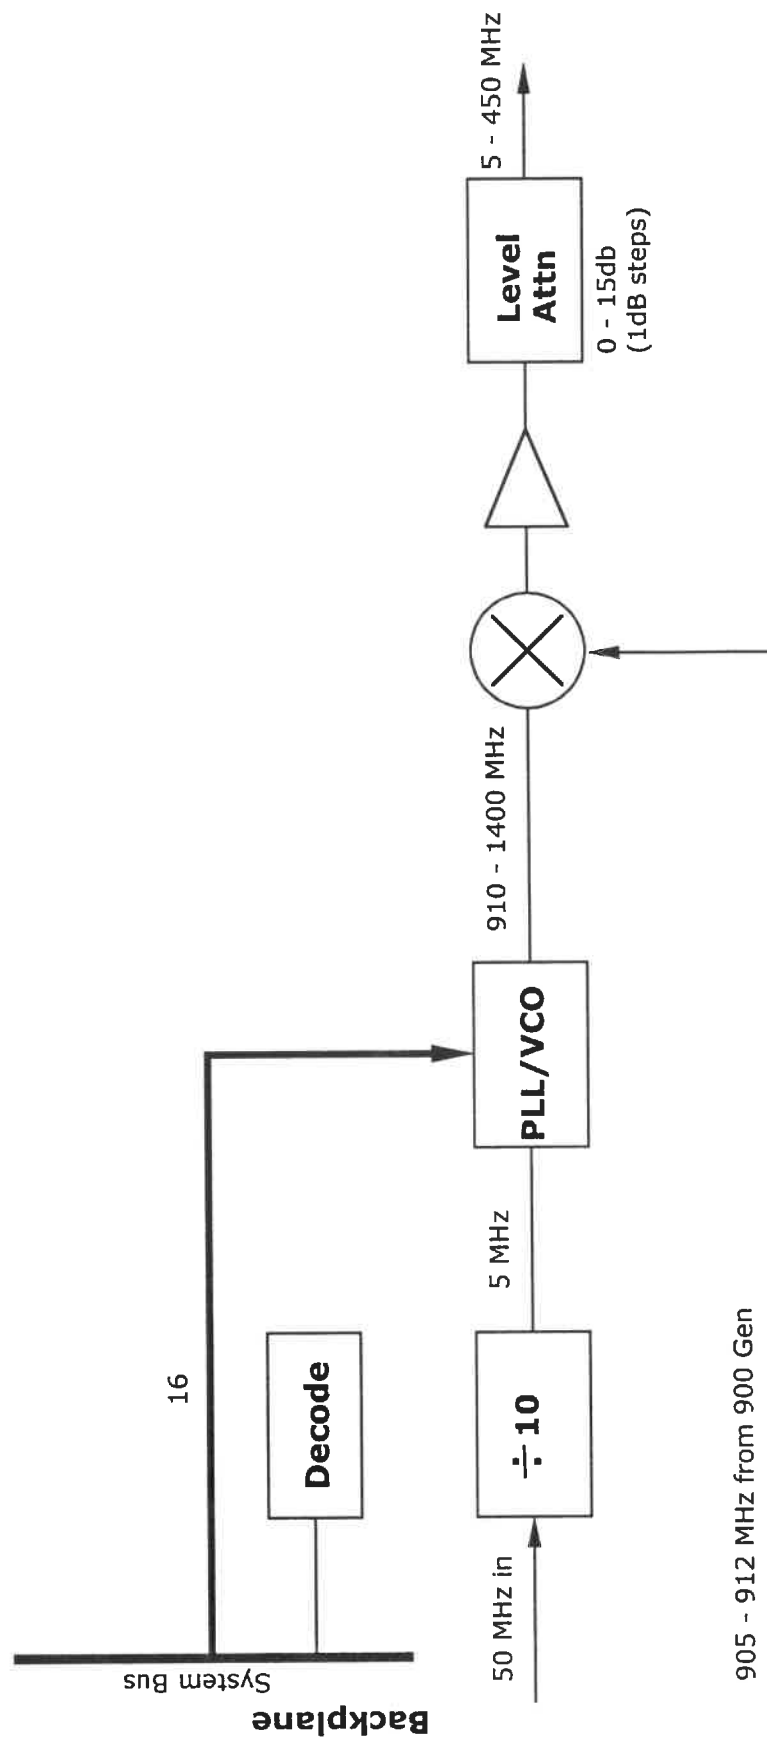 Backplane
System Bus
16
Decode
50 MHz in
÷10
5 MHz
PLL/VCO
910 - 1400 MHz
Level
Attn
0 - 15db
(1dB steps)
5 - 450 MHz
905 - 912 MHz from 900 Gen